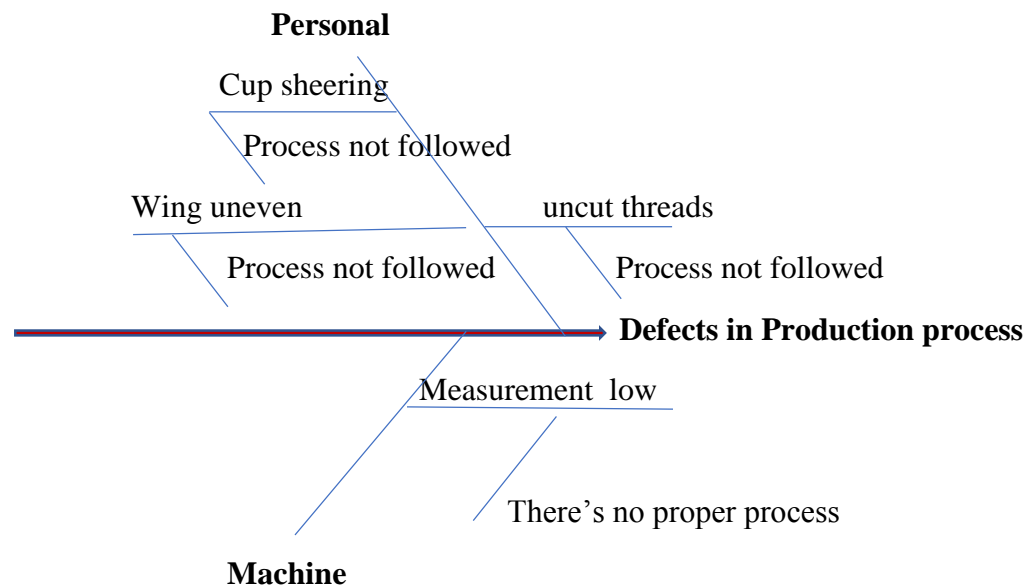 Personal
Cup sheering
Process not followed
Wing uneven
uncut threads
Process not followed
Process not followed
Defects in Production process
Measurement  low
There’s no proper process
Machine